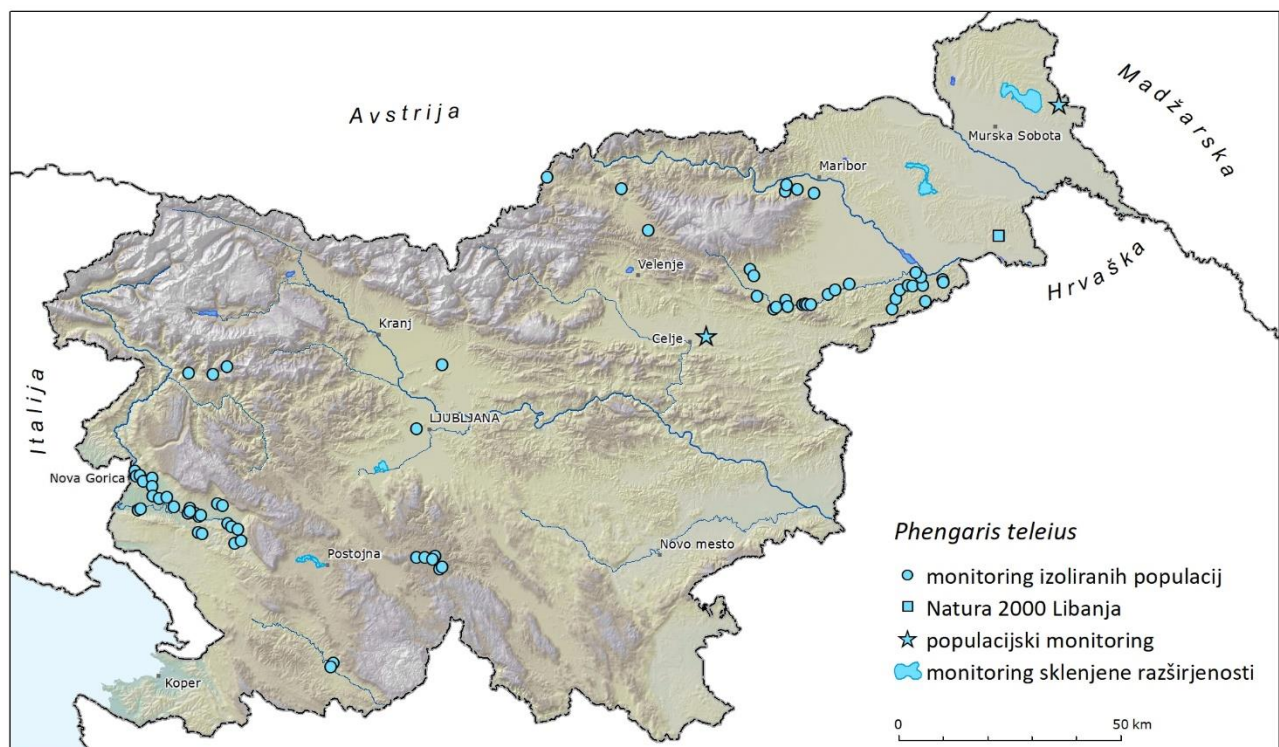 Avstrija
Madžarska
Murska Sobota
Maribor
Velenje
Hrvaška
Kranj
Celje
Italija
LJUBLJANA
Nova Gorica
Phengaris teleius
Postojna
Novo mesto
monitoring izoliranih populacij
Natura 2000 Libanja
populacijski monitoring
monitoring sklenjene razširjenosti
Koper
0 50 km